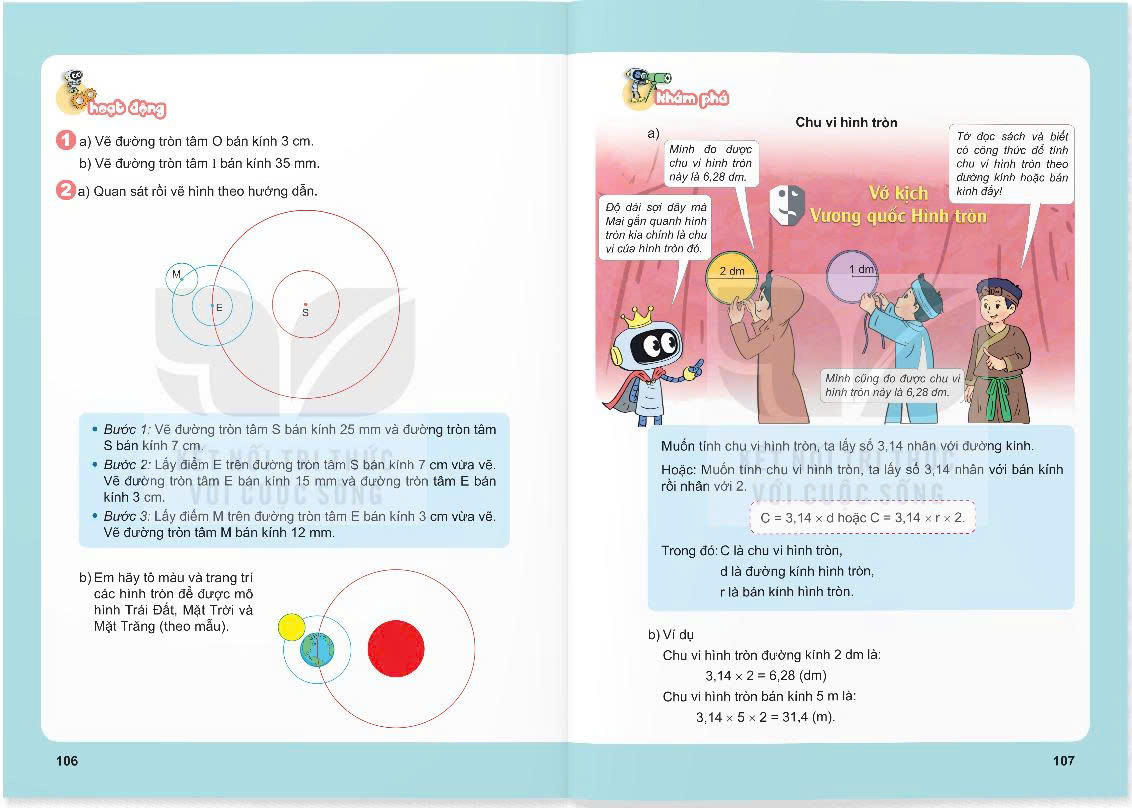 hoạt động
1 a) Vẽ đường tròn tâm O bán kính 3 cm.
b) Vẽ đường tròn tâm I bán kính 35 mm.
2 a) Quan sát rồi vẽ hình theo hướng dẫn.
M
E
S
• Bước 1: Vẽ đường tròn tâm S bán kính 25 mm và đường tròn tâm
S bán kính 7 cm.
• Bước 2: Lấy điểm E trên đường tròn tâm S bán kính 7 cm vừa vẽ.
Vẽ đường tròn tâm E bán kính 15 mm và đường tròn tâm E bán
kính 3 cm.
• Bước 3: Lấy điểm M trên đường tròn tâm E bán kính 3 cm vừa vẽ.
Vẽ đường tròn tâm M bán kính 12 mm.
KẾT NỐI TRI THỨC
VỚI CUỘC SỐNG
b) Em hãy tô màu và trang trí
các hình tròn để được mô
hình Trái Đất, Mặt Trời và
Mặt Trăng (theo mẫu).
106
khám phá
Chu vi hình tròn
a)
Mình đo được
chu vi hình tròn
này là 6,28 dm.
Tớ đọc sách và biết
có công thức để tính
chu vi hình tròn theo
đường kính hoặc bán
kính đấy!
Độ dài sợi dây mà
Mai gắn quanh hình
tròn kia chính là chu
vi của hình tròn đó.
Vở kịch
Vương quốc Hình tròn
2 dm
1 dm
Mình cũng đo được chu vi
hình tròn này là 6,28 dm.
Muốn tính chu vi hình tròn, ta lấy số 3,14 nhân với đường kính.
Hoặc: Muốn tính chu vi hình tròn, ta lấy số 3,14 nhân với bán kính
rồi nhân với 2.
KẾT NỐI TRI THỨC
VỚI CUỘC SỐNG
C = 3,14 × d hoặc C = 3,14 × r × 2.
Trong đó: C là chu vi hình tròn,
d là đường kính hình tròn,
r là bán kính hình tròn.
b) Ví dụ
Chu vi hình tròn đường kính 2 dm là:
3,14 × 2 = 6,28 (dm)
Chu vi hình tròn bán kính 5 m là:
3,14 × 5 × 2 = 31,4 (m).
107